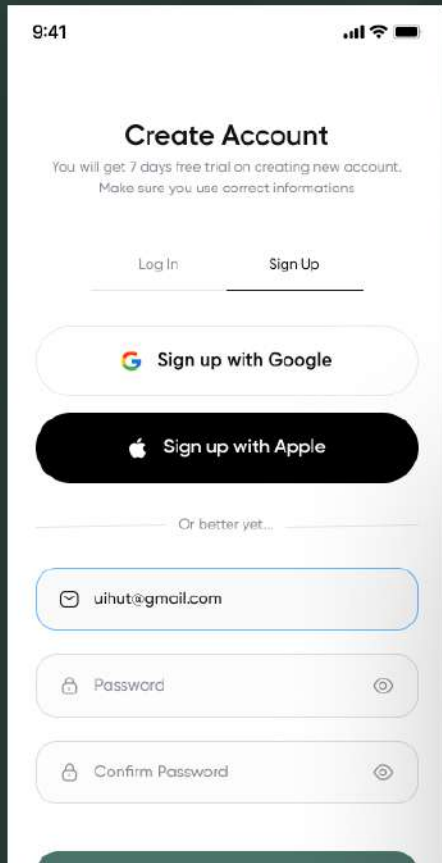 9:41
Create Account
You will get 7 days free trial on creating new account.
Make sure you use correct informations
Log In
Sign Up
Sign up with Google
Sign up with Apple
Or better yet...
uihut@gmail.com
Password
Confirm Password